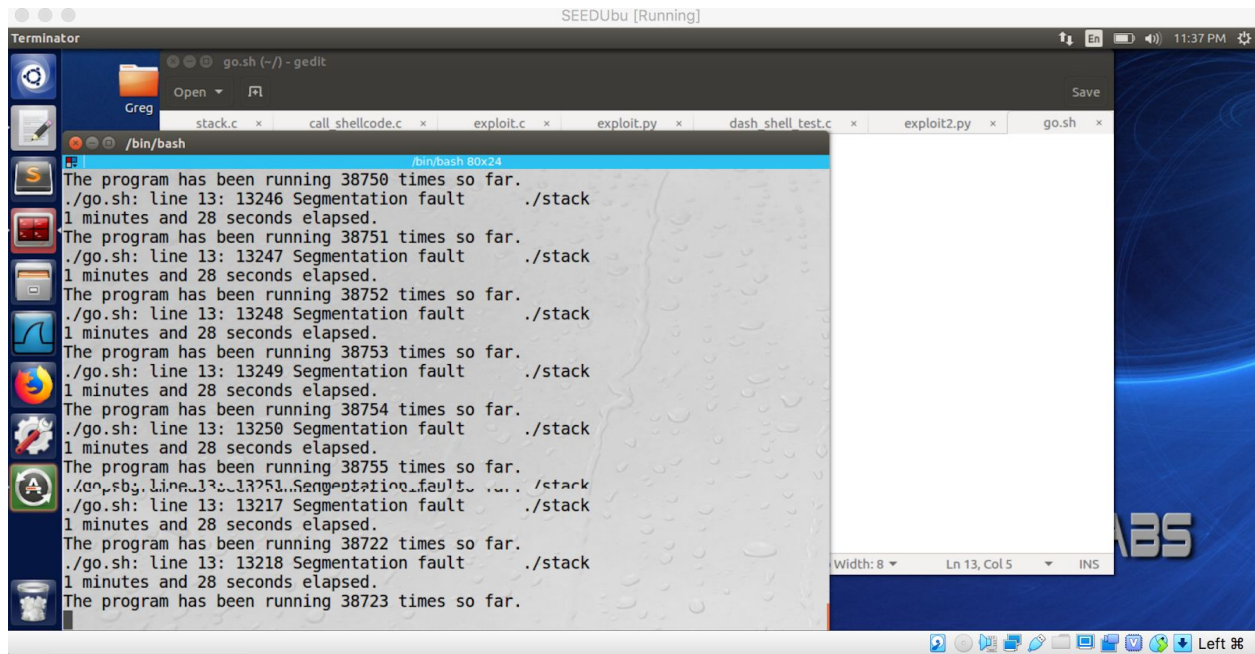 SEEDUbu [Running]
Terminator
En
11:37 PM
go.sh (~/) - gedit
Open
Save
Greg
stack.c × call_shellcode.c × exploit.c × exploit.py × dash_shell_test.c × exploit2.py × go.sh ×
/bin/bash
/bin/bash 80x24
The program has been running 38750 times so far.
./go.sh: line 13: 13246 Segmentation fault ./stack
1 minutes and 28 seconds elapsed.
The program has been running 38751 times so far.
./go.sh: line 13: 13247 Segmentation fault ./stack
1 minutes and 28 seconds elapsed.
The program has been running 38752 times so far.
./go.sh: line 13: 13248 Segmentation fault ./stack
1 minutes and 28 seconds elapsed.
The program has been running 38753 times so far.
./go.sh: line 13: 13249 Segmentation fault ./stack
1 minutes and 28 seconds elapsed.
The program has been running 38754 times so far.
./go.sh: line 13: 13250 Segmentation fault ./stack
1 minutes and 28 seconds elapsed.
The program has been running 38755 times so far.
./go.sh: line 13: 13217 Segmentation fault ./stack
1 minutes and 28 seconds elapsed.
The program has been running 38722 times so far.
./go.sh: line 13: 13218 Segmentation fault ./stack
1 minutes and 28 seconds elapsed.
The program has been running 38723 times so far.
Width: 8 Ln 13, Col 5 INS
Left ⌘